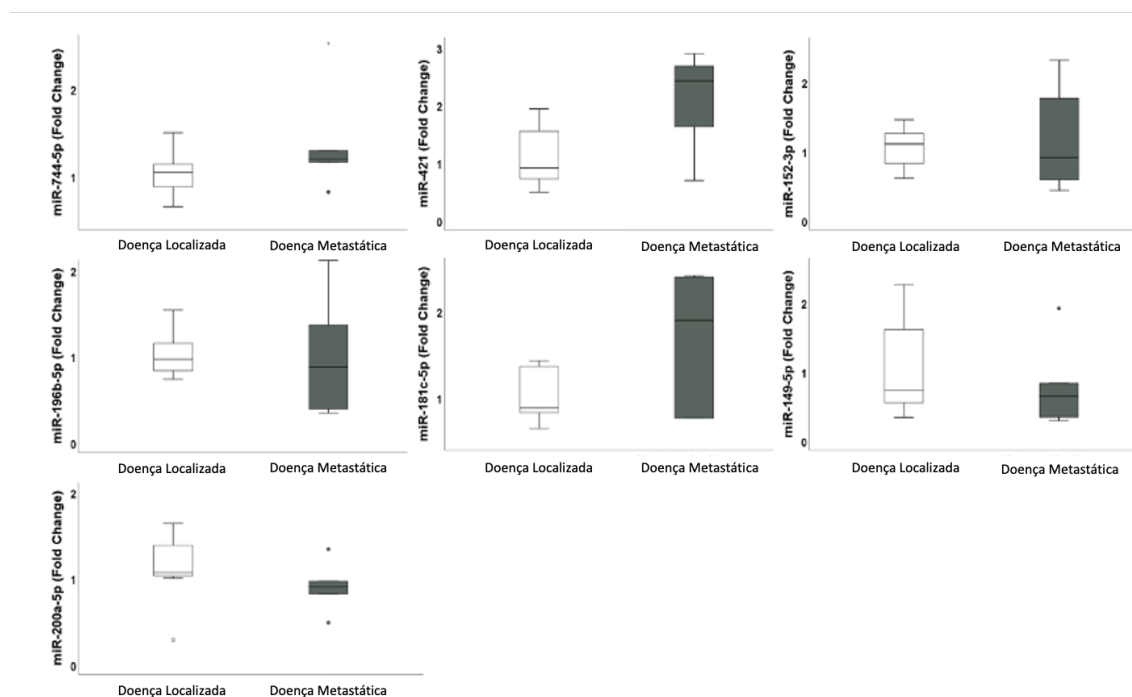 miR-744-5p (Fold Change)
2
1
Doença Localizada
Doença Metastática
miR-421 (Fold Change)
3
2
1
0
Doença Localizada
Doença Metastática
miR-152-3p (Fold Change)
2
1
0
Doença Localizada
Doença Metastática
miR-196b-5p (Fold Change)
2
1
0
Doença Localizada
Doença Metastática
miR-181c-5p (Fold Change)
2
1
Doença Localizada
Doença Metastática
miR-149-5p (Fold Change)
2
1
0
Doença Localizada
Doença Metastática
miR-200a-5p (Fold Change)
2
1
0
Doença Localizada
Doença Metastática